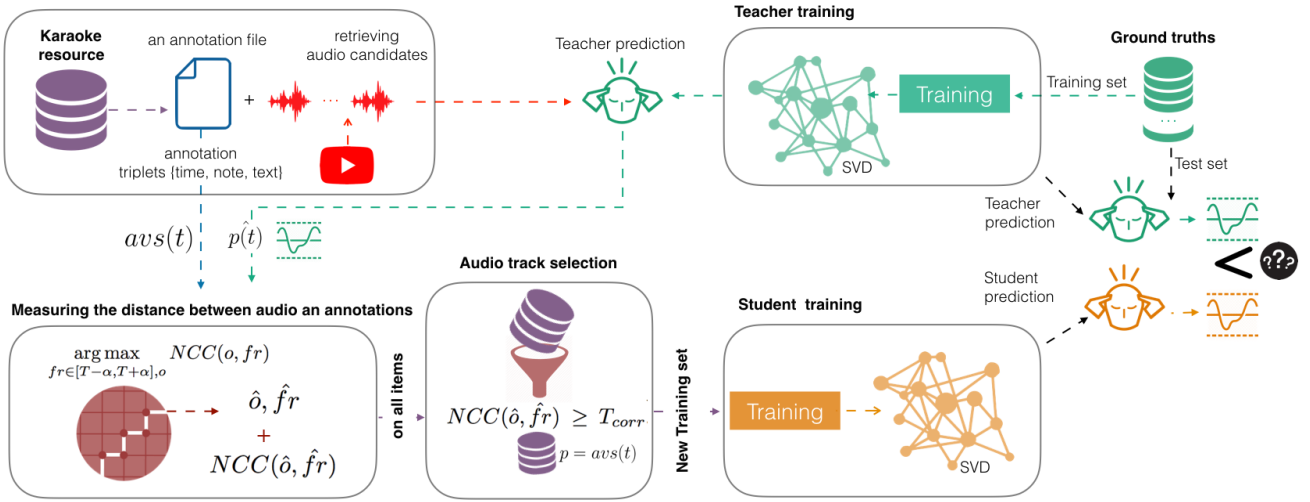 Karaoke
resource
an annotation file
retrieving
audio candidates
+
...
annotation
triplets {time, note, text}
Teacher prediction
Teacher training
Training
SVD
Ground truths
Training set
...
Test set
Teacher
prediction
<
???
Student
prediction
avs(t)
p̂(t)
Measuring the distance between audio an annotations
arg max NCC(o, fr)
fr∈[T−α,T+α],o
ô, f̂r
+
NCC(ô, f̂r)
on all items
Audio track selection
NCC(ô, f̂r) ≥ Tcorr
p = avs(t)
New Training set
Student training
Training
SVD